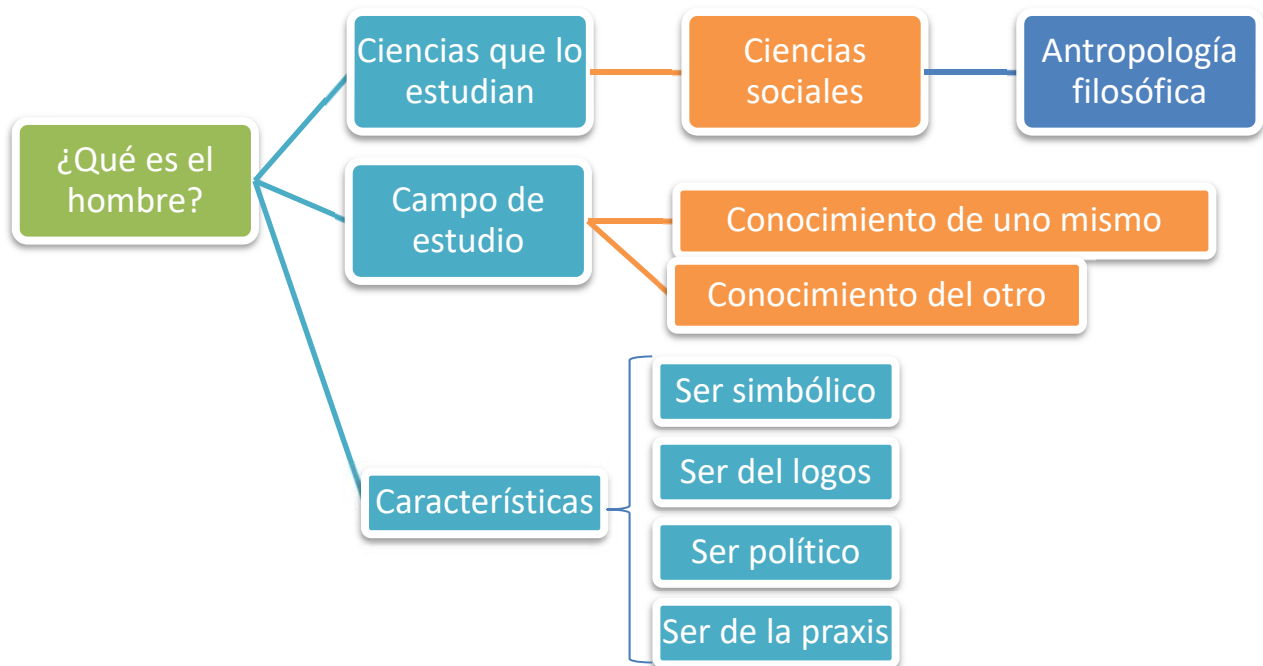 ¿Qué es el
hombre?
Ciencias que lo
estudian
Ciencias
sociales
Antropología
filosófica
Campo de
estudio
Conocimiento de uno mismo
Conocimiento del otro
Característícas
Ser simbólico
Ser del logos
Ser político
Ser de la praxis